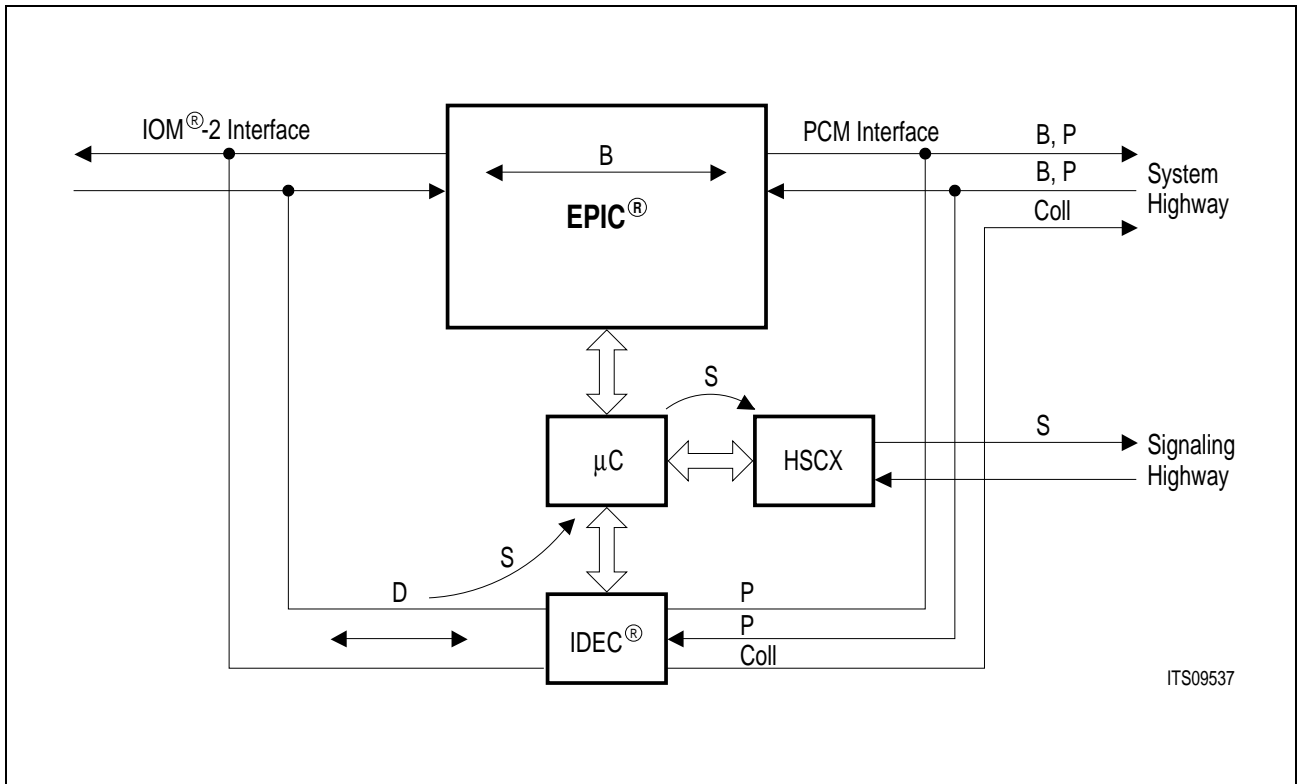 IOM®-2 Interface
PCM Interface
B, P
B
B, P
System
Highway
EPIC®
Coll
S
S
μC
HSCX
Signaling
Highway
S
D
P
P
IDEC®
Coll
ITS09537